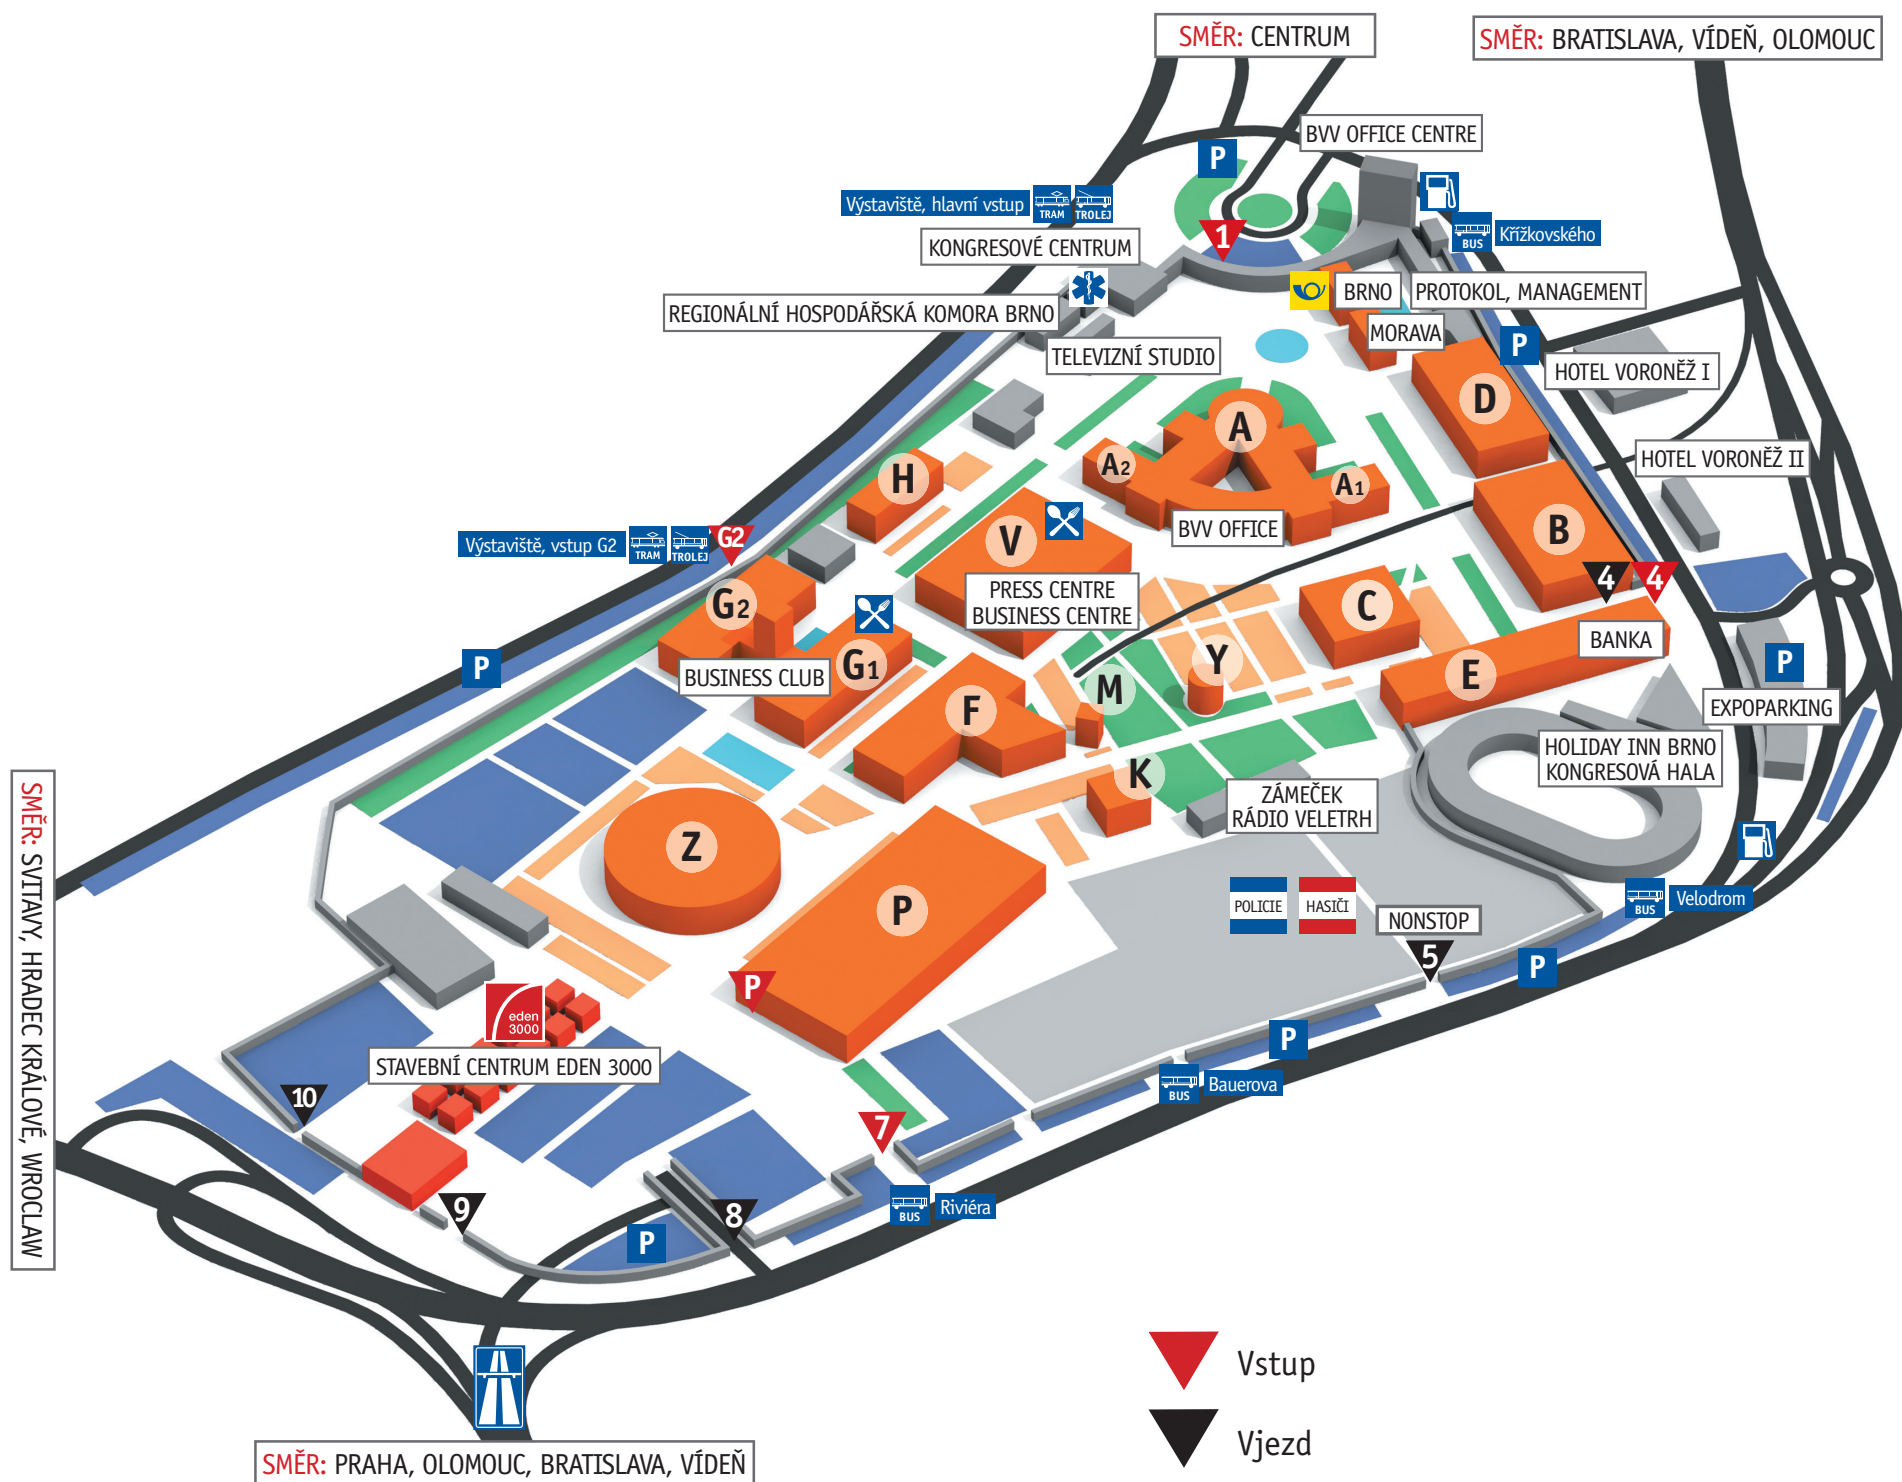 SMĚR: CENTRUM
SMĚR: BRATISLAVA, VÍDEŇ, OLOMOUC
BVV OFFICE CENTRE
P
Výstaviště, hlavní vstup
TRAM
TROLEJ
1
BUS
Křížkovského
KONGRESOVÉ CENTRUM
REGIONÁLNÍ HOSPODÁŘSKÁ KOMORA BRNO
BRNO
PROTOKOL, MANAGEMENT
MORAVA
TELEVIZNÍ STUDIO
P
HOTEL VORONĚŽ I
D
A
A2
A1
H
HOTEL VORONĚŽ II
BVV OFFICE
V
B
Výstaviště, vstup G2
TRAM
TROLEJ
G2
PRESS CENTRE
BUSINESS CENTRE
4
4
C
G2
BANKA
P
G1
BUSINESS CLUB
Y
M
E
P
EXPOPARKING
F
HOLIDAY INN BRNO
KONGRESOVÁ HALA
K
ZÁMEČEK
RÁDIO VELETRH
Z
P
POLICIE
HASIČI
NONSTOP
BUS
Velodrom
5
P
P
SMĚR: SVITAVY, HRADEC KRÁLOVÉ, WROCLAW
eden
3000
STAVEBNÍ CENTRUM EDEN 3000
P
BUS
Bauerova
10
7
9
8
BUS
Riviéra
P
Vstup
Vjezd
SMĚR: PRAHA, OLOMOUC, BRATISLAVA, VÍDEŇ